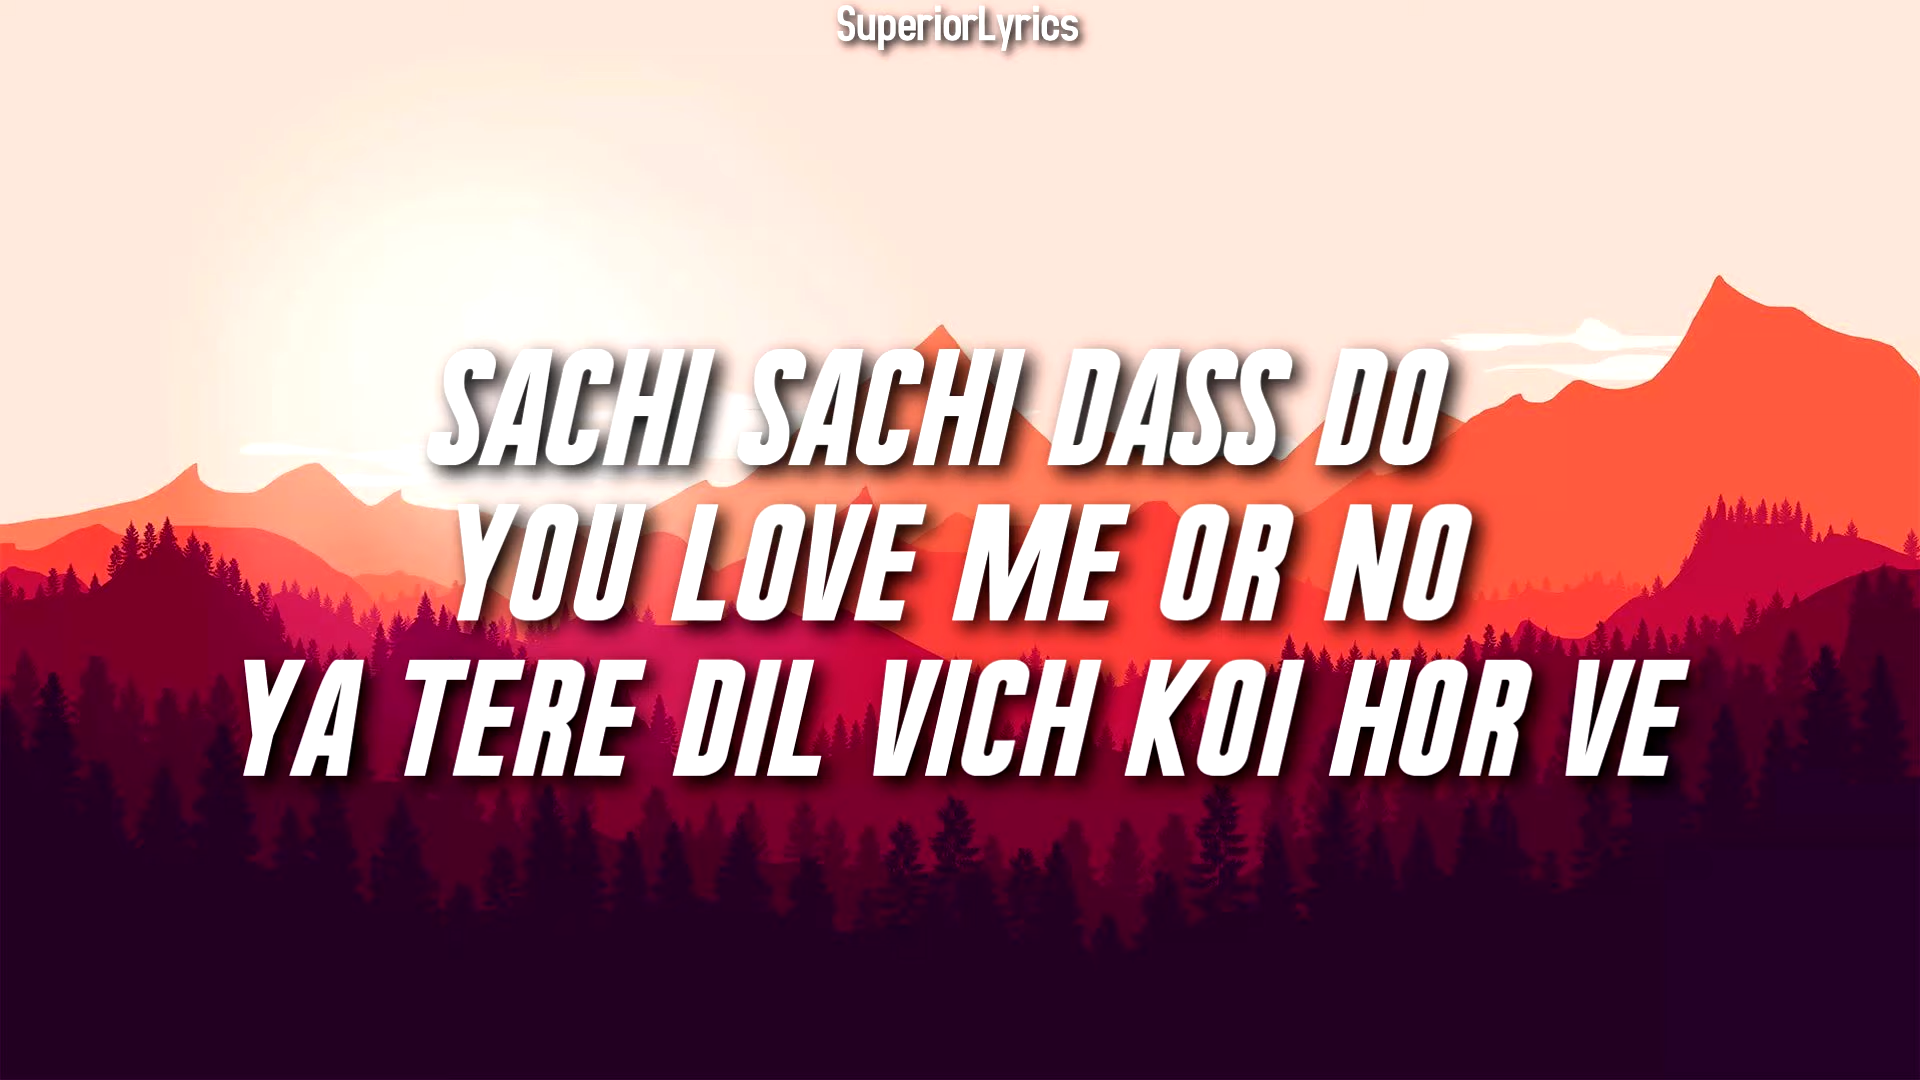 SuperiorLyrics
SACHI SACHI DASS DO
YOU LOVE ME OR NO
YA TERE DIL VICH KOI HOR VE